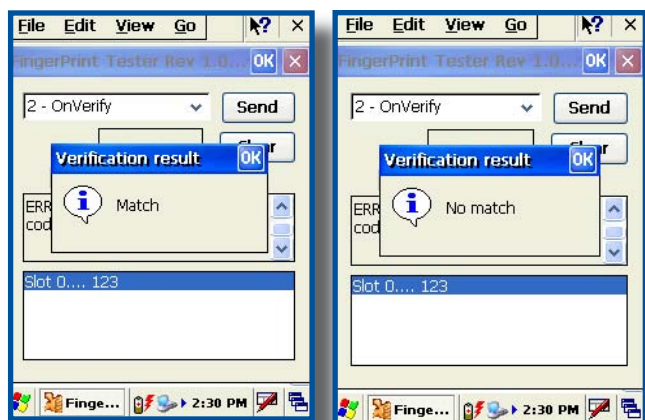 File Edit View Go ? ×
FingerPrint Tester Rev 1.0... OK ×
2 - OnVerify Send
Verification result OK
i Match
ERR
cod
Slot 0.... 123
Finge... 2:30 PM
File Edit View Go ? ×
FingerPrint Tester Rev 1.0... OK ×
2 - OnVerify Send
Verification result OK
i No match
ERR
cod
Slot 0.... 123
Finge... 2:30 PM